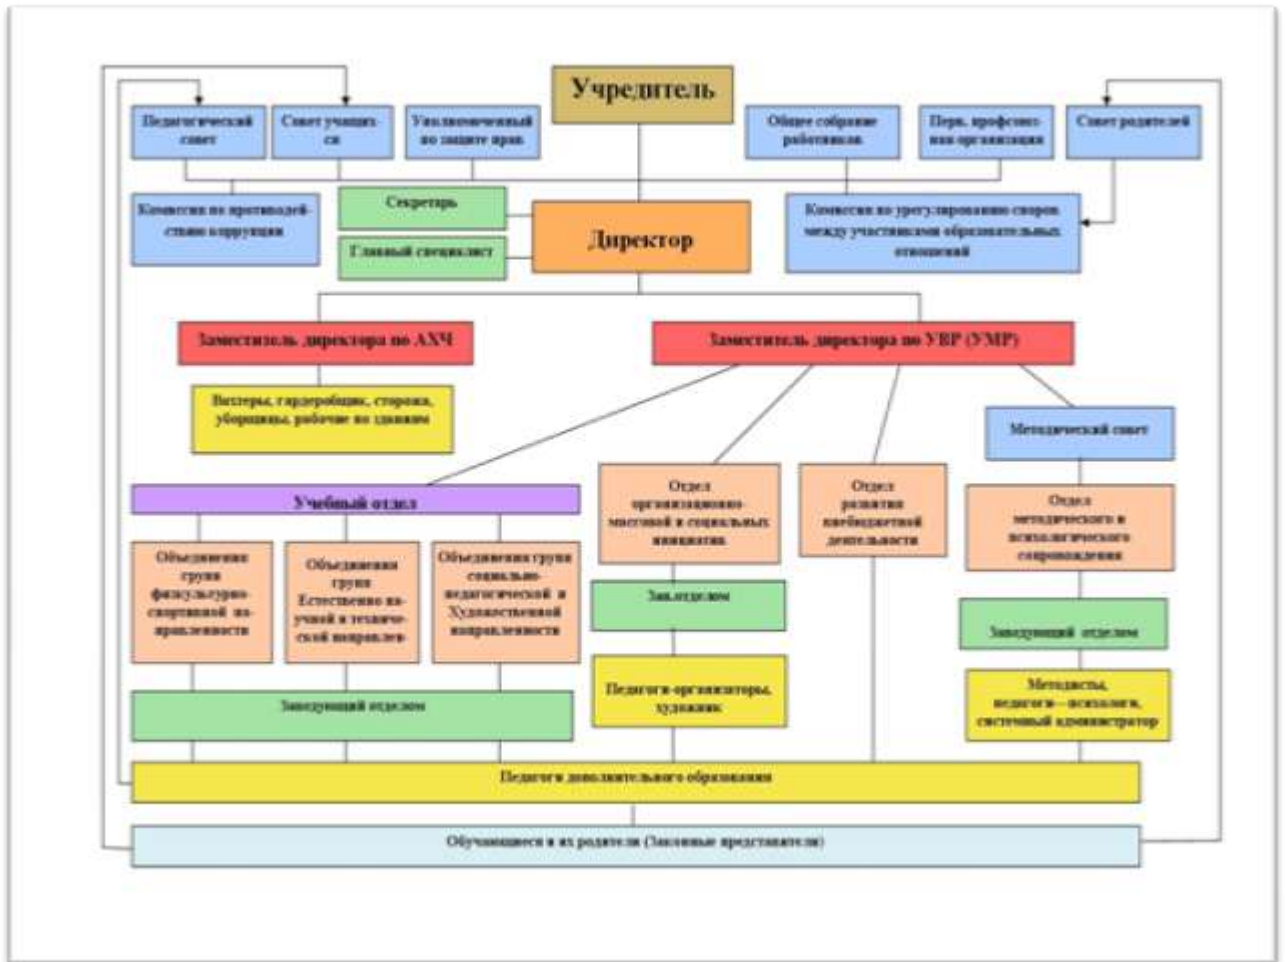 Учредитель
Педагогический
совет
Совет учащих-
ся
Уполномоченный
по защите прав
Общее собрание
работников
Перв. профсоюз-
ная организация
Совет родителей
Комиссия по противодей-
ствию коррупции
Секретарь
Главный специалист
Директор
Комиссия по урегулированию споров
между участниками образовательных
отношений
Заместитель директора по АХЧ
Заместитель директора по УВР (УМР)
Вахтеры, гардеробщик, сторожа,
уборщицы, рабочие по зданиям
Методический совет
Учебный отдел
Отдел
организационно-
массовой и социальных
инициатив
Отдел
развития
внебюджетной
деятельности
Отдел
методического и
психологического
сопровождения
Объединения
групп
физкультурно-
спортивной на-
правленности
Объединения
групп
Естественно на-
учной и техниче-
ской направлен-
Объединения групп
социально-
педагогической и
Художественной
направленности
Зав.отделом
Заведующий отделом
Педагоги-организаторы,
художник
Методисты,
педагоги—психологи,
системный администратор
Заведующий отделом
Педагоги дополнительного образования
Обучающиеся и их родители (Законные представители)